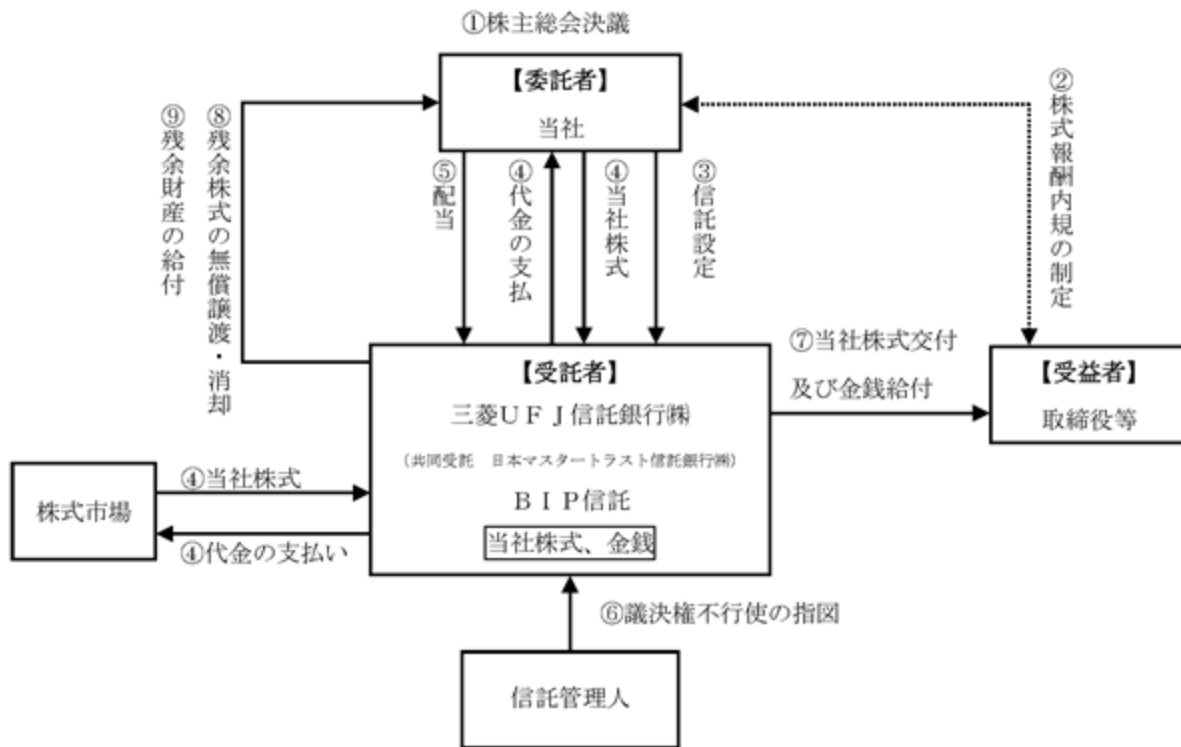 ①株主総会決議
【委託者】
当社
②株式報酬内規の制定
⑨残余財産の給付
⑧残余株式の無償譲渡・消却
⑤配当
④代金の支払
④当社株式
③信託設定
【受託者】
三菱ＵＦＪ信託銀行㈱
（共同受託　日本マスタートラスト信託銀行㈱）
ＢＩＰ信託
当社株式、金銭
⑦当社株式交付
及び金銭給付
【受益者】
取締役等
株式市場
④当社株式
④代金の支払い
⑥議決権不行使の指図
信託管理人